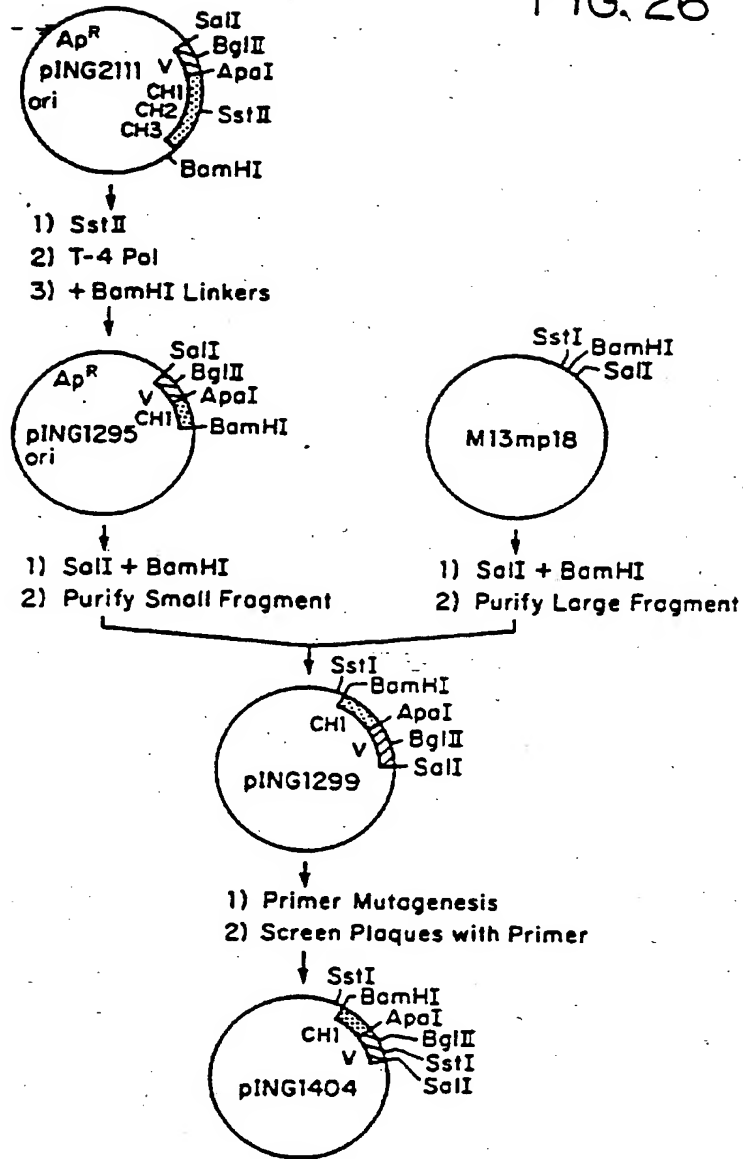 FIG. 26
SalI
Ap^R
BglII
pING2111
V
ApaI
ori
CH1
CH2
SstII
CH3
BamHI
1) SstII
2) T-4 Pol
3) + BamHI Linkers
SalI
Ap^R
BglII
V
ApaI
CH1
pING1295
BamHI
ori
SstI
BamHI
SalI
M13mp18
1) SalI + BamHI
2) Purify Small Fragment
1) SalI + BamHI
2) Purify Large Fragment
SstI
BamHI
CH1
ApaI
V
BglII
SalI
pING1299
1) Primer Mutagenesis
2) Screen Plaques with Primer
SstI
BamHI
CH1
ApaI
BglII
V
SstI
SalI
pING1404